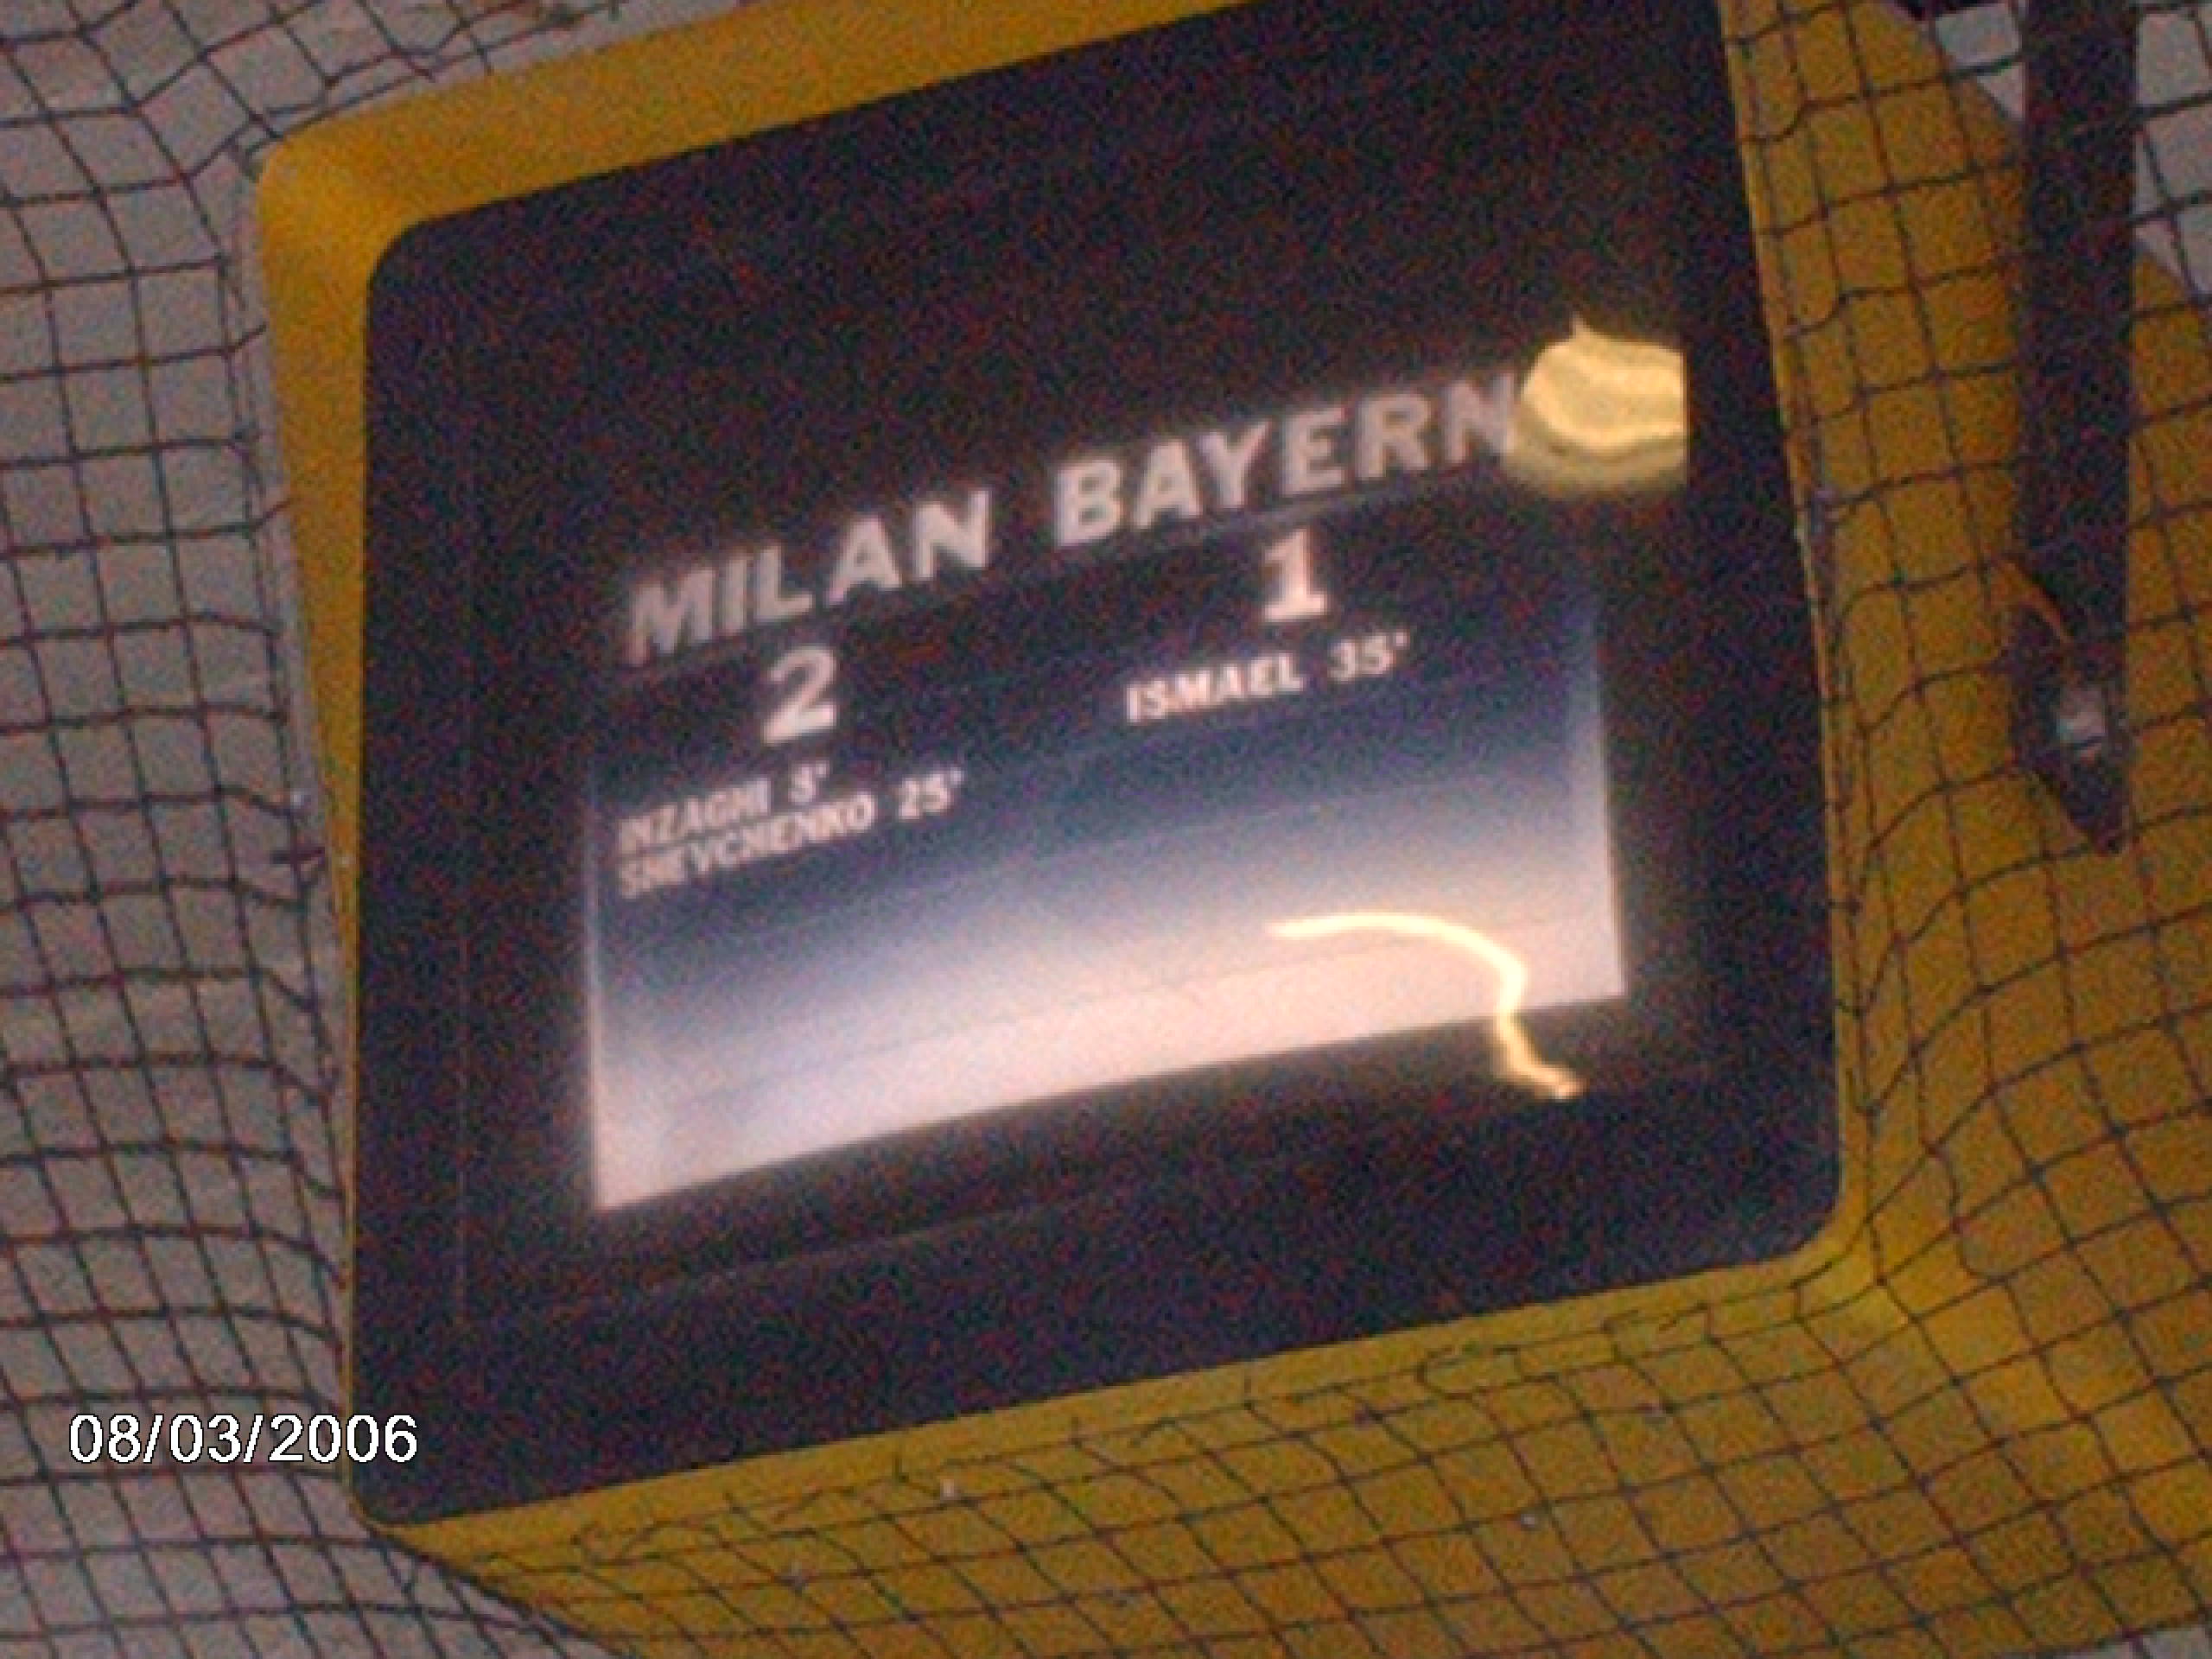 MILAN BAYERN
2 1
ISMAEL 35'
INZAGHI 8'
SHEVCHENKO 25'
08/03/2006